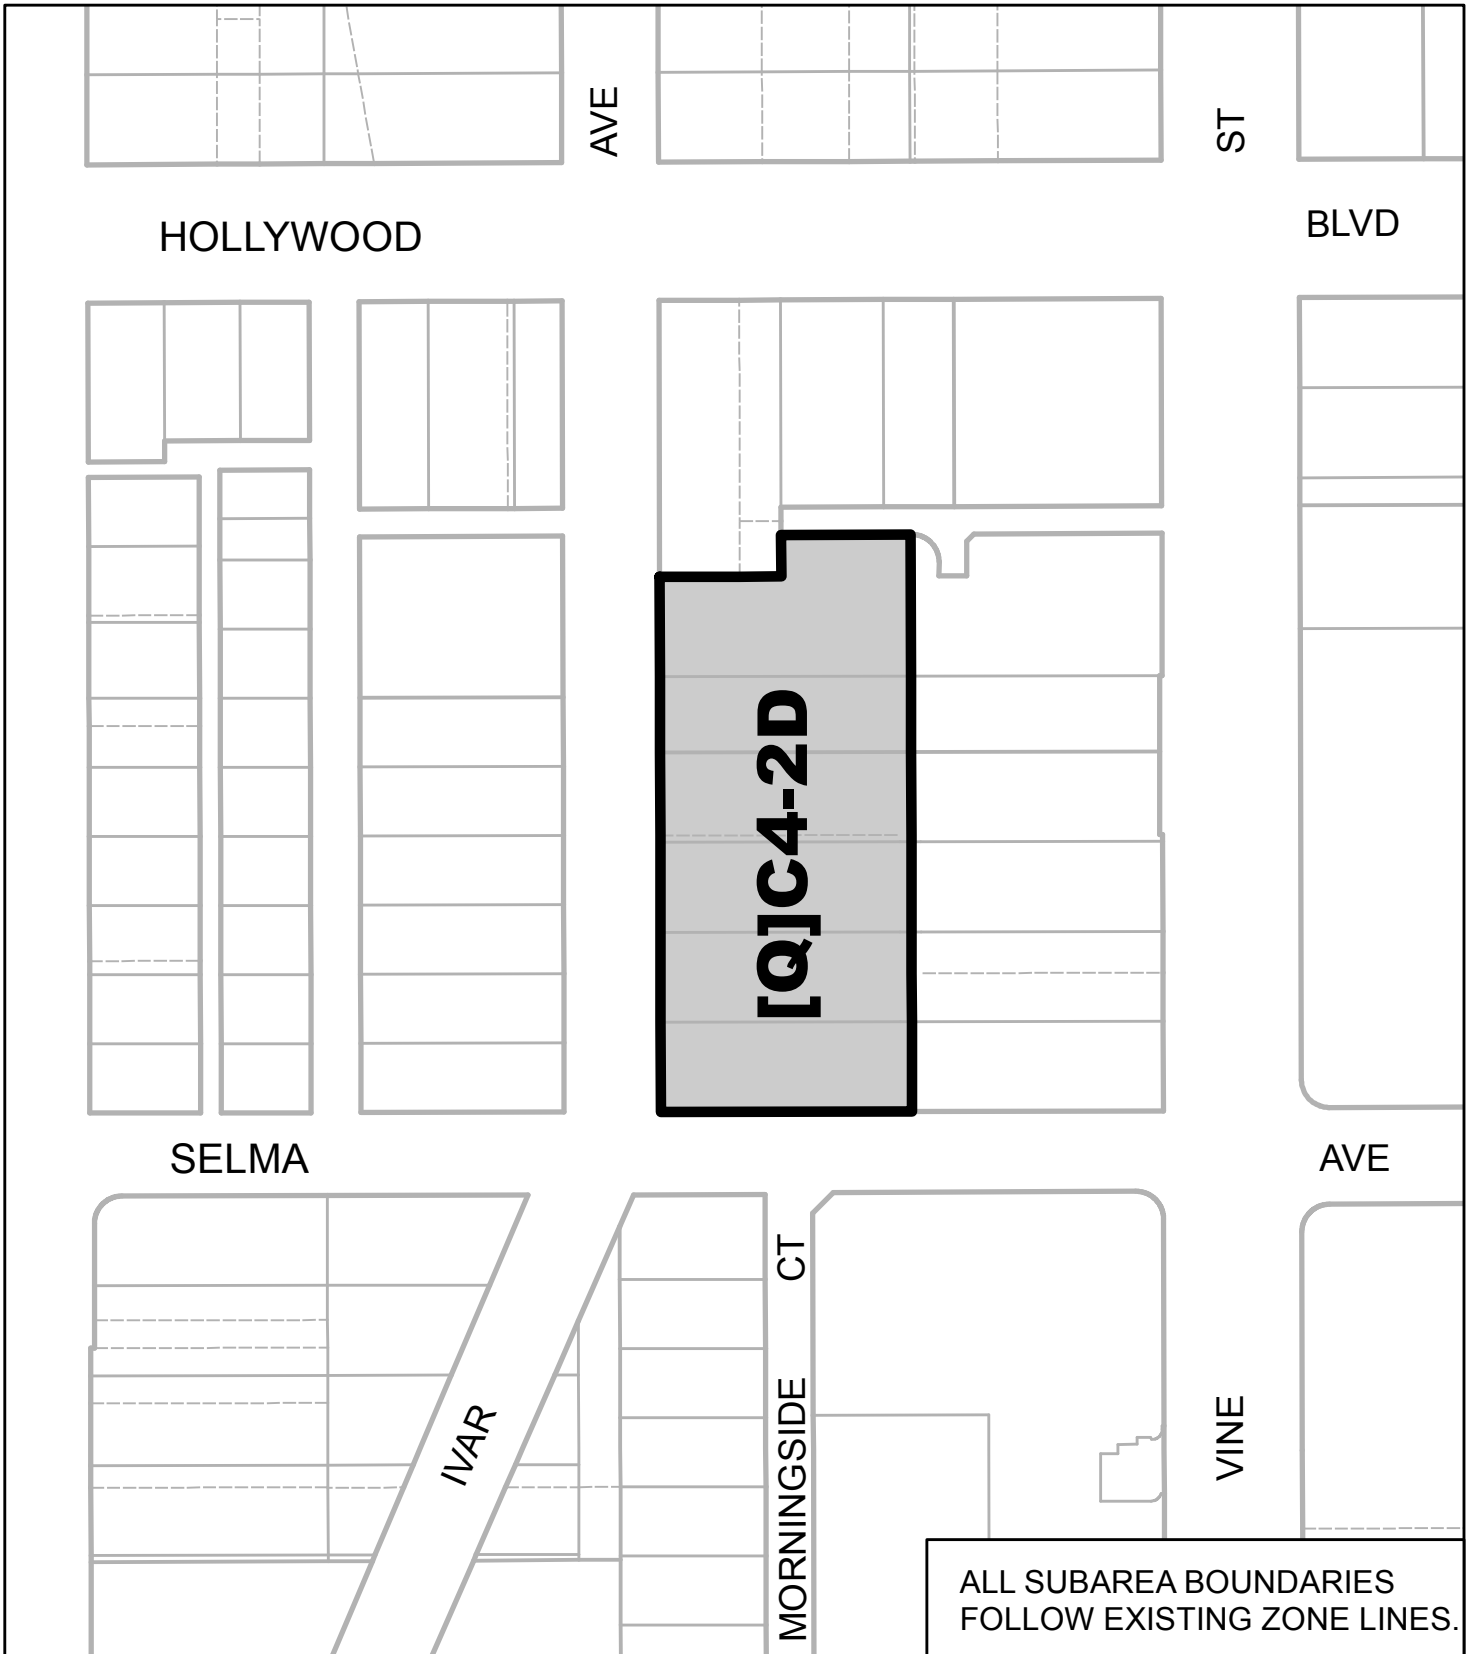 AVE
ST
HOLLYWOOD
BLVD
[Q]C4-2D
SELMA
AVE
CT
IVAR
MORNINGSIDE
VINE
ALL SUBAREA BOUNDARIES
FOLLOW EXISTING ZONE LINES.